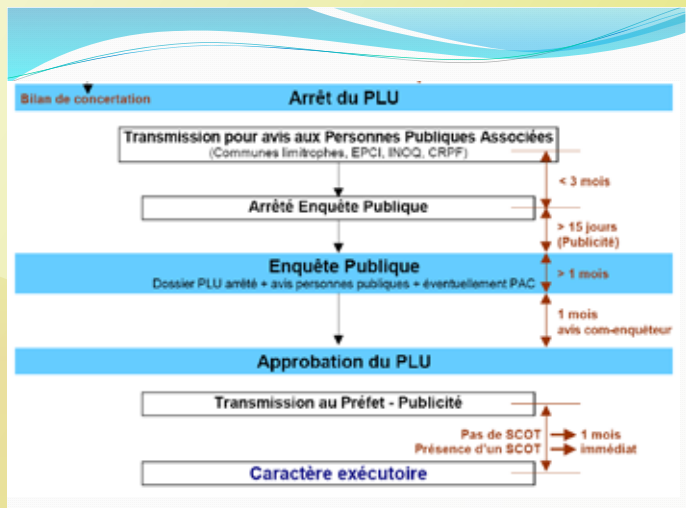 Bilan de concertation
Arrêt du PLU
Transmission pour avis aux Personnes Publiques Associées
(Communes limitrophes, EPCI, INOQ, CRPF)
< 3 mois
Arrêté Enquête Publique
> 15 jours
(Publicité)
Enquête Publique
Dossier PLU arrêté + avis personnes publiques + éventuellement PAC
> 1 mois
1 mois
avis com-enquêteur
Approbation du PLU
Transmission au Préfet - Publicité
Pas de SCOT 1 mois
Présence d'un SCOT immédiat
Caractère exécutoire